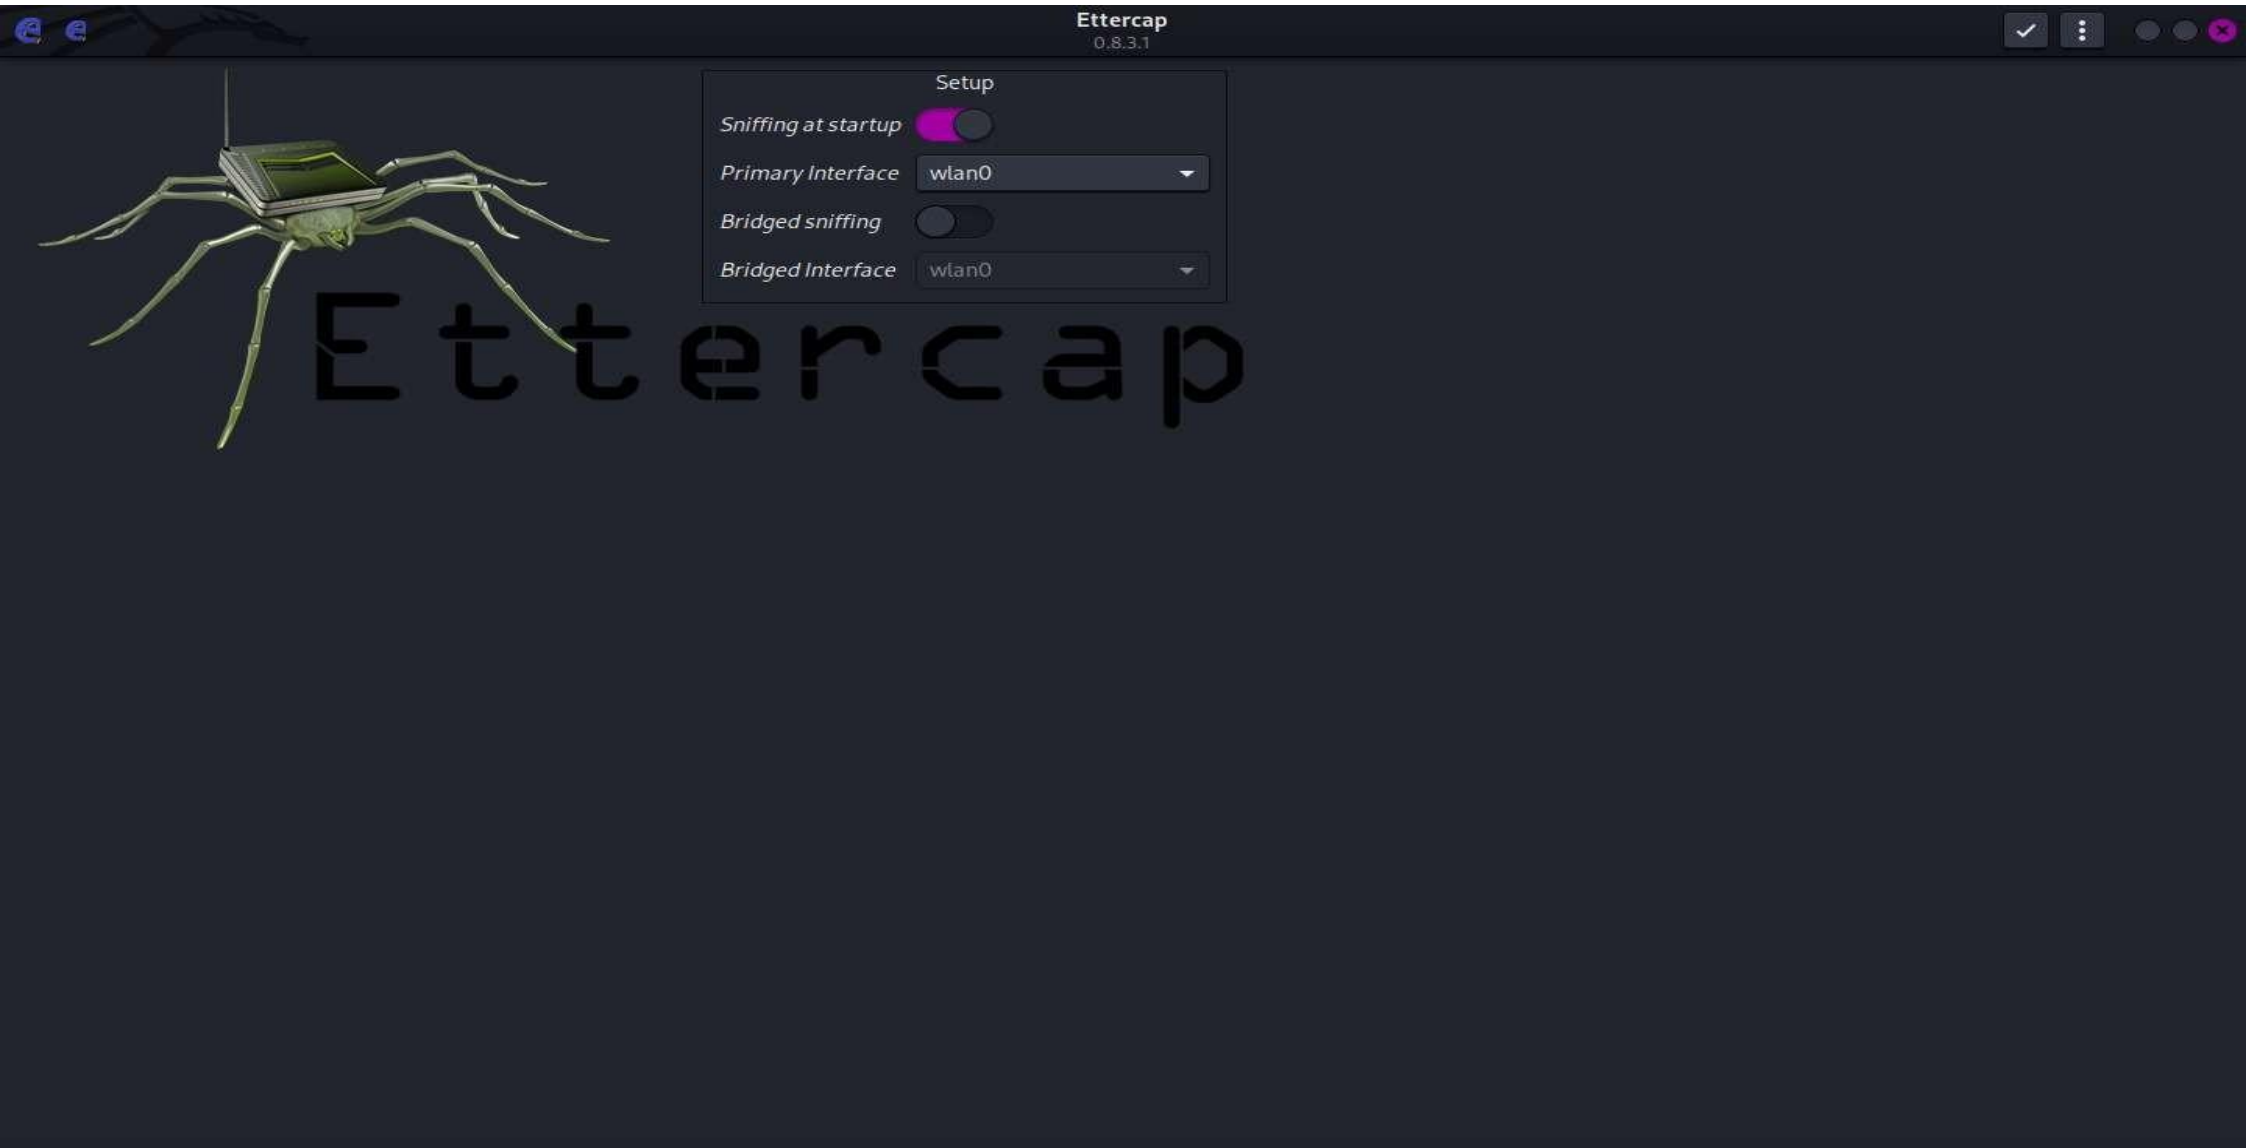 Ettercap
0.8.3.1
Setup
Sniffing at startup
Primary Interface wlan0
Bridged sniffing
Bridged Interface wlan0
Ettercap